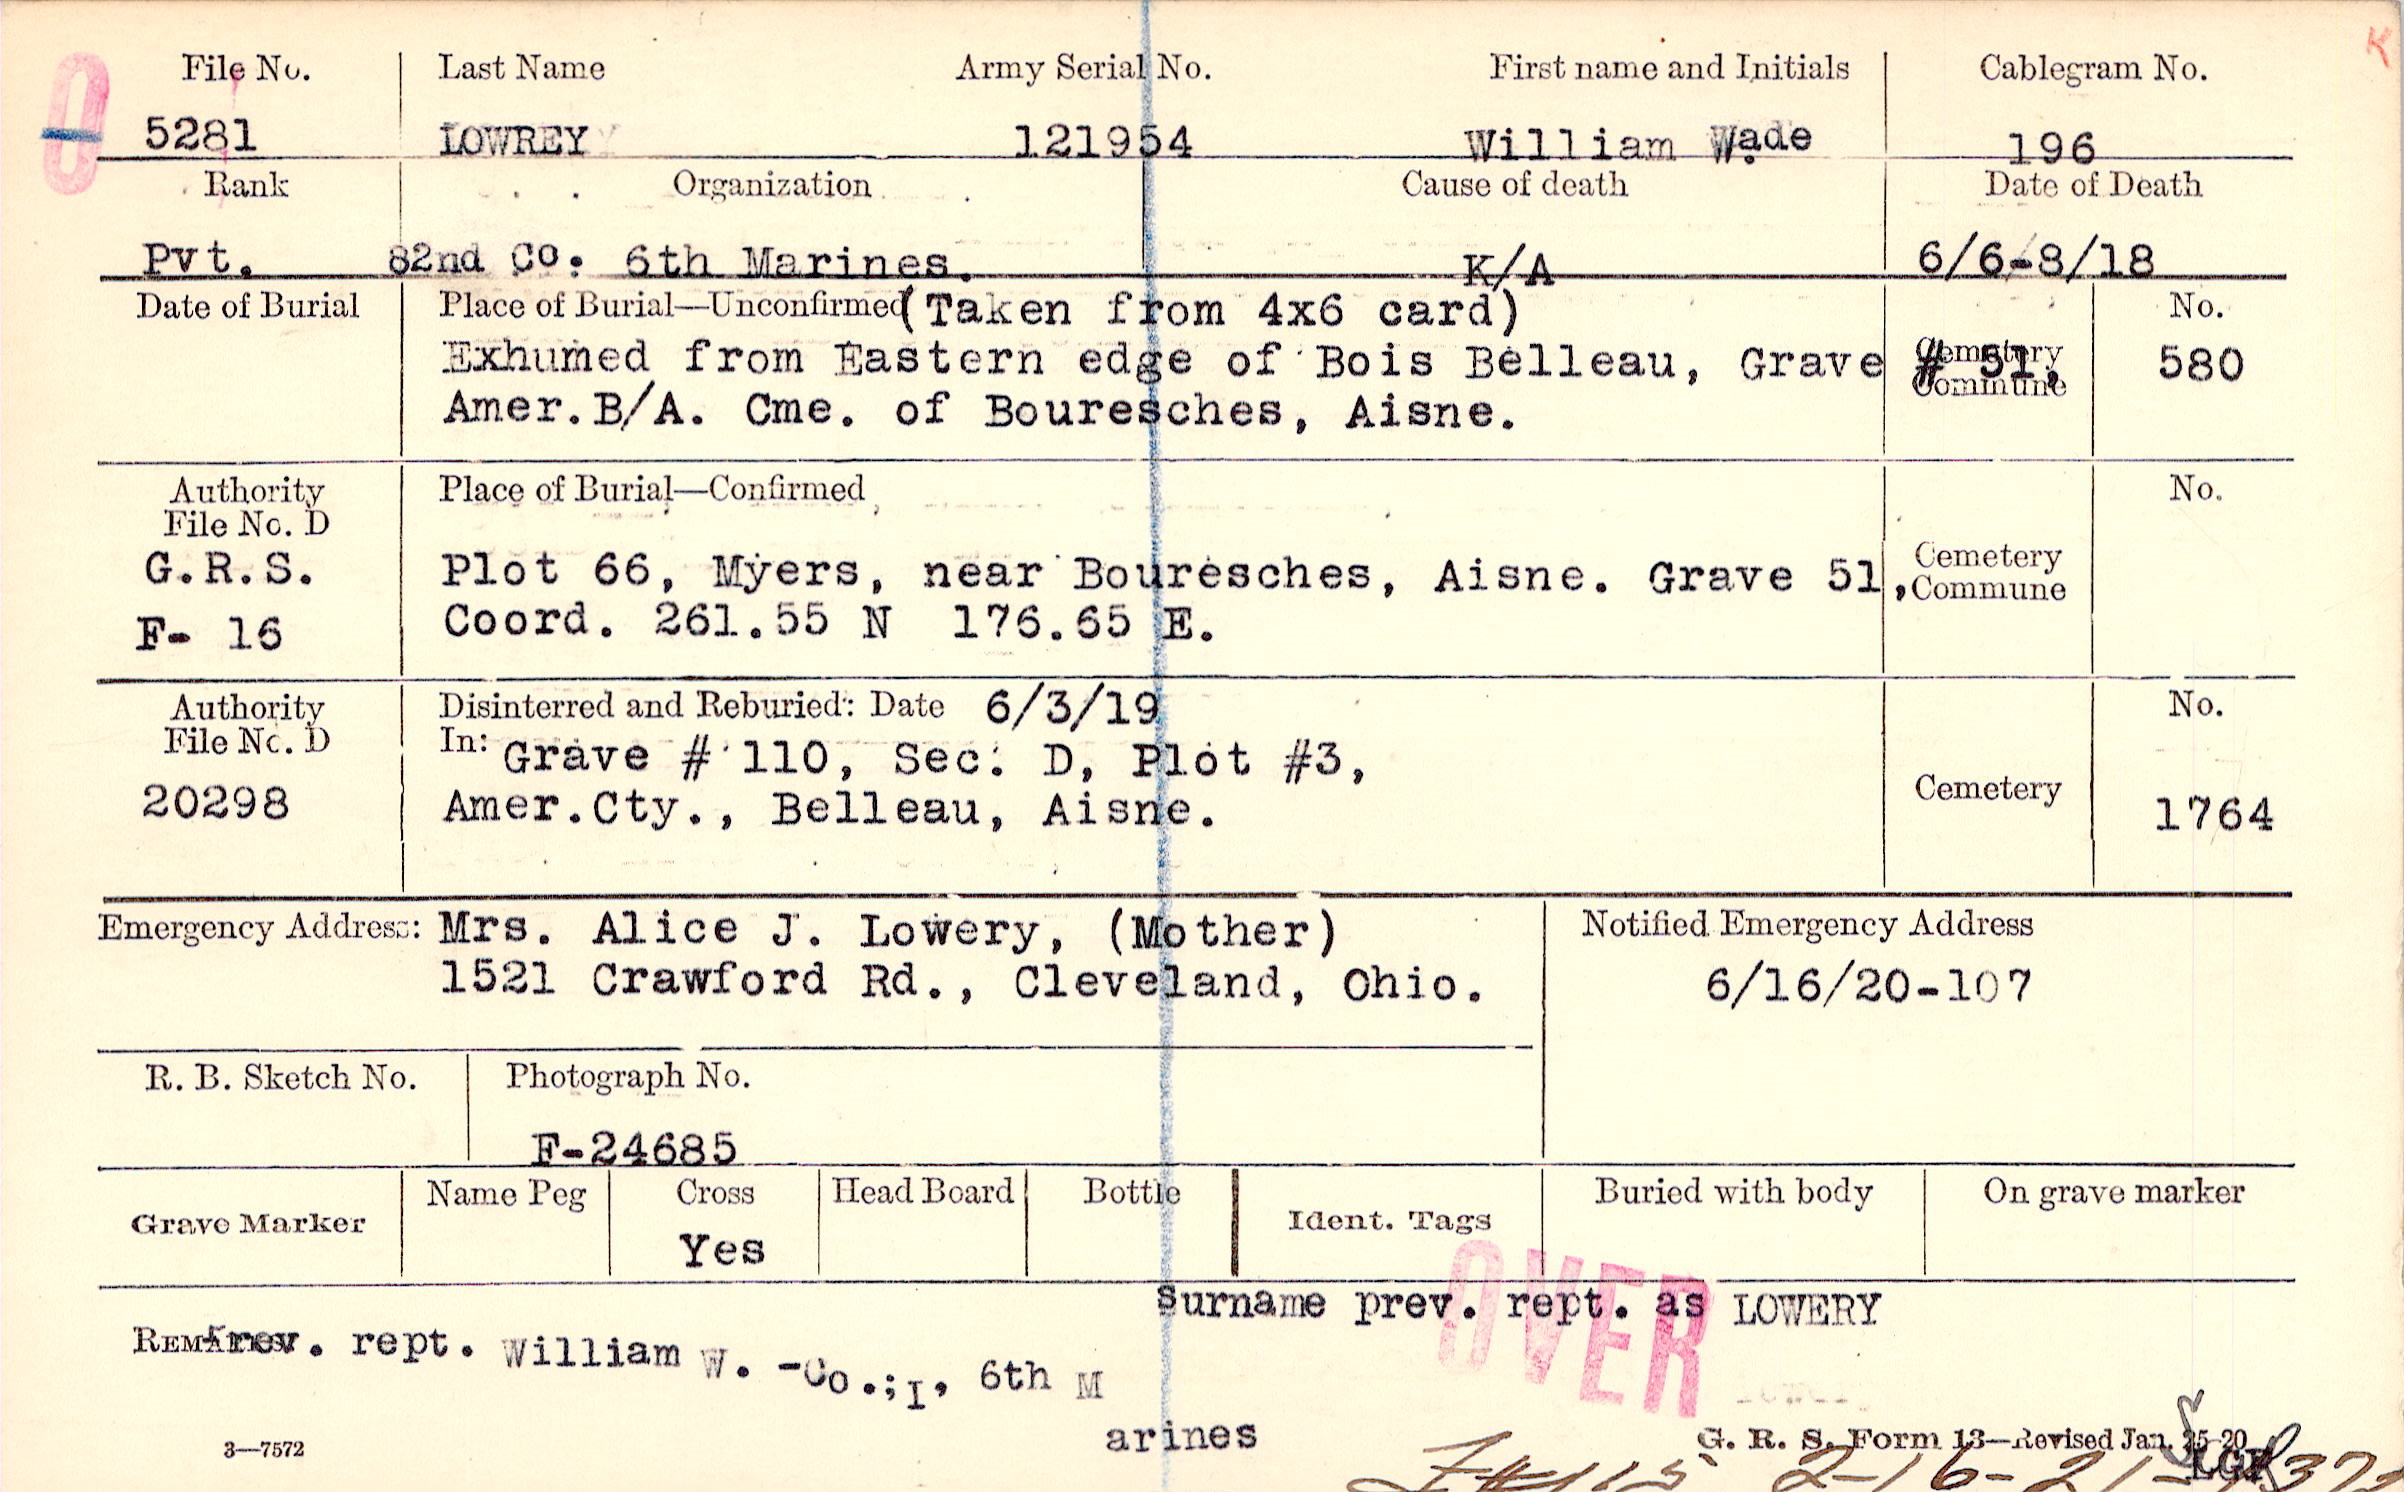 File No. Last Name Army Serial No. First name and Initials Cablegram No.
O 5281 LOWREY 121954 William Wade 196
Rank Organization Cause of death Date of Death
Pvt. 82nd Co. 6th Marines. K/A 6/6-8/18
Date of Burial Place of Burial—Unconfirmed (Taken from 4x6 card) No.
Exhumed from Eastern edge of Bois Belleau, Grave # 51, Cemetery Commune 580
Amer.B/A. Cme. of Bouresches, Aisne.
Authority Place of Burial—Confirmed No.
File No. D
G.R.S. Plot 66, Myers, near Bouresches, Aisne. Grave 51, Cemetery Commune
F- 16 Coord. 261.55 N 176.65 E.
Authority Disinterred and Reburied: Date 6/3/19 No.
File No. D In: Grave # 110, Sec. D, Plot #3,
20298 Amer.Cty., Belleau, Aisne. Cemetery 1764
Emergency Address: Mrs. Alice J. Lowery, (Mother) Notified Emergency Address
1521 Crawford Rd., Cleveland, Ohio. 6/16/20-107
R. B. Sketch No. Photograph No.
F-24685
Grave Marker Name Peg Cross Head Board Bottle Ident. Tags Buried with body On grave marker
Yes
Surname prev. rept. as LOWERY
OVER
REMARKS Prev. rept. William W. -Co.;I, 6th M
arines
3—7572 G. R. S. Form 13—Revised Jan. 25-20
2-16-21 LGR